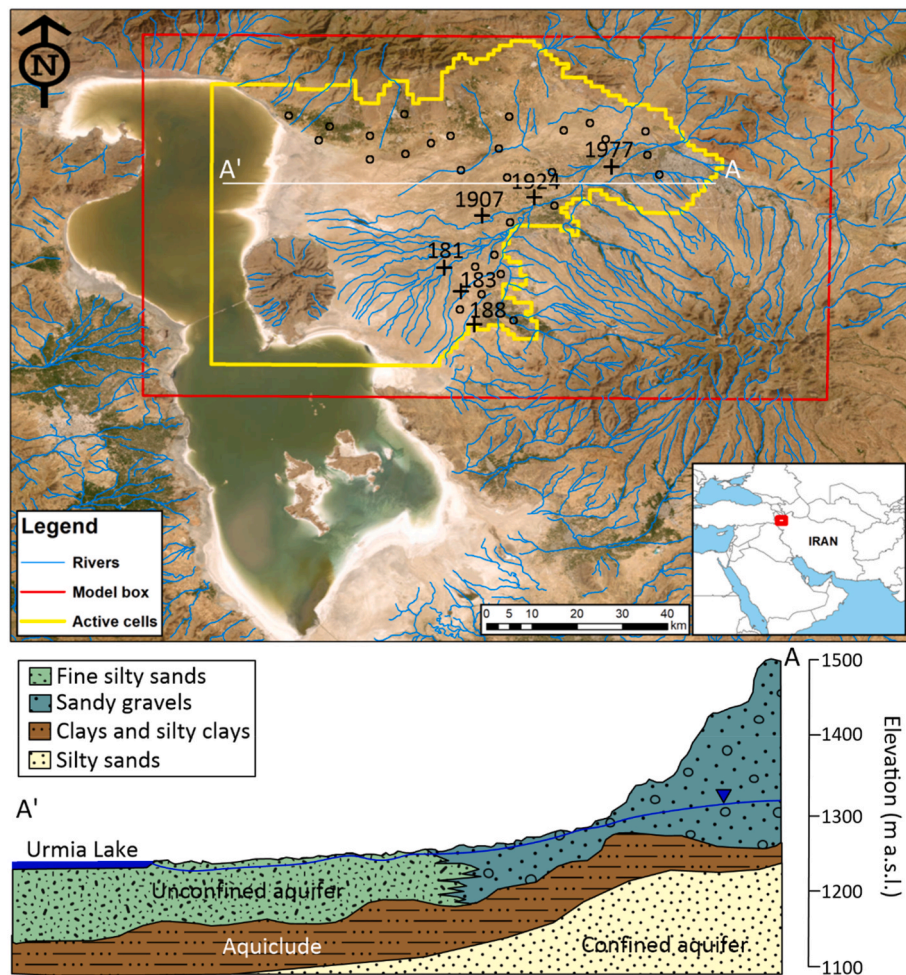 N
A'
A
1977
1924
1907
181
183
188
Legend
Rivers
Model box
Active cells
0 5 10 20 30 40
km
IRAN
Fine silty sands
Sandy gravels
Clays and silty clays
Silty sands
A
1500
1400
1300
1200
1100
Elevation (m a.s.l.)
A'
Urmia Lake
Unconfined aquifer
Aquiclude
Confined aquifer